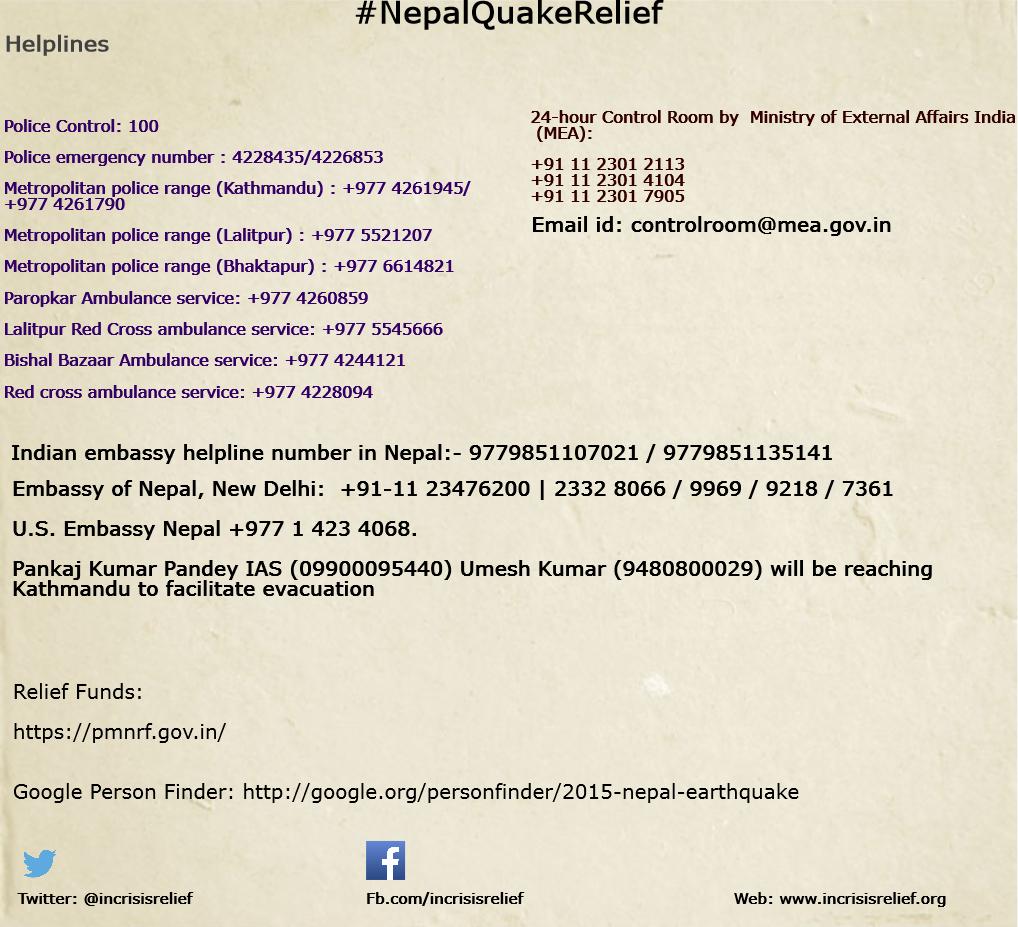 #NepalQuakeRelief
Helplines
Police Control: 100
Police emergency number : 4228435/4226853
Metropolitan police range (Kathmandu) : +977 4261945/
+977 4261790
Metropolitan police range (Lalitpur) : +977 5521207
Metropolitan police range (Bhaktapur) : +977 6614821
Paropkar Ambulance service: +977 4260859
Lalitpur Red Cross ambulance service: +977 5545666
Bishal Bazaar Ambulance service: +977 4244121
Red cross ambulance service: +977 4228094
24-hour Control Room by  Ministry of External Affairs India
(MEA):
+91 11 2301 2113
+91 11 2301 4104
+91 11 2301 7905
Email id: controlroom@mea.gov.in
Indian embassy helpline number in Nepal:- 9779851107021 / 9779851135141
Embassy of Nepal, New Delhi:  +91-11 23476200 | 2332 8066 / 9969 / 9218 / 7361
U.S. Embassy Nepal +977 1 423 4068.
Pankaj Kumar Pandey IAS (09900095440) Umesh Kumar (9480800029) will be reaching
Kathmandu to facilitate evacuation
Relief Funds:
https://pmnrf.gov.in/
Google Person Finder: http://google.org/personfinder/2015-nepal-earthquake
Twitter: @incrisisrelief
Fb.com/incrisisrelief
Web: www.incrisisrelief.org